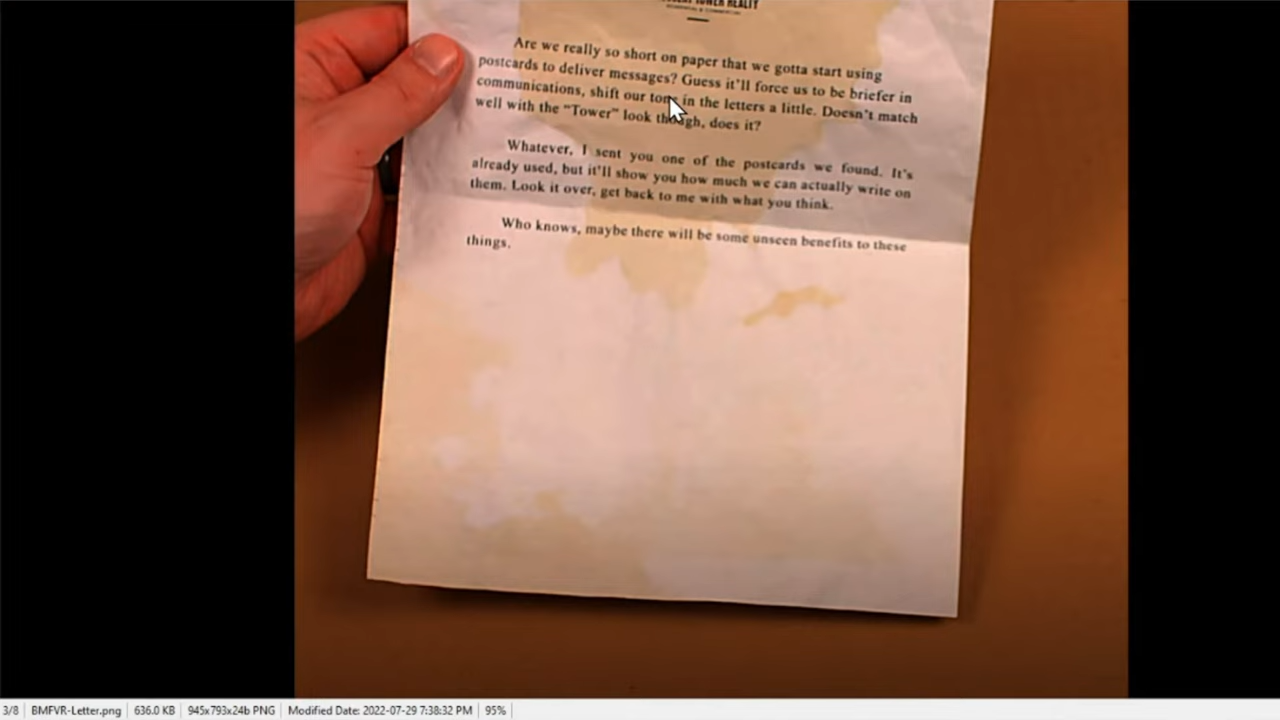 TOWER REALTY
RESIDENTIAL & COMMERCIAL
Are we really so short on paper that we gotta start using
postcards to deliver messages? Guess it'll force us to be briefer in
communications, shift our in the letters a little. Doesn't match
well with the “Tower” look though, does it?
Whatever, I sent you one of the postcards we found. It's
already used, but it'll show you how much we can actually write on
them. Look it over, get back to me with what you think.
Who knows, maybe there will be some unseen benefits to these
things.
3/8 BMFVR-Letter.png 636.0 KB 945x793x24b PNG Modified Date: 2022-07-29 7:38:32 PM 95%